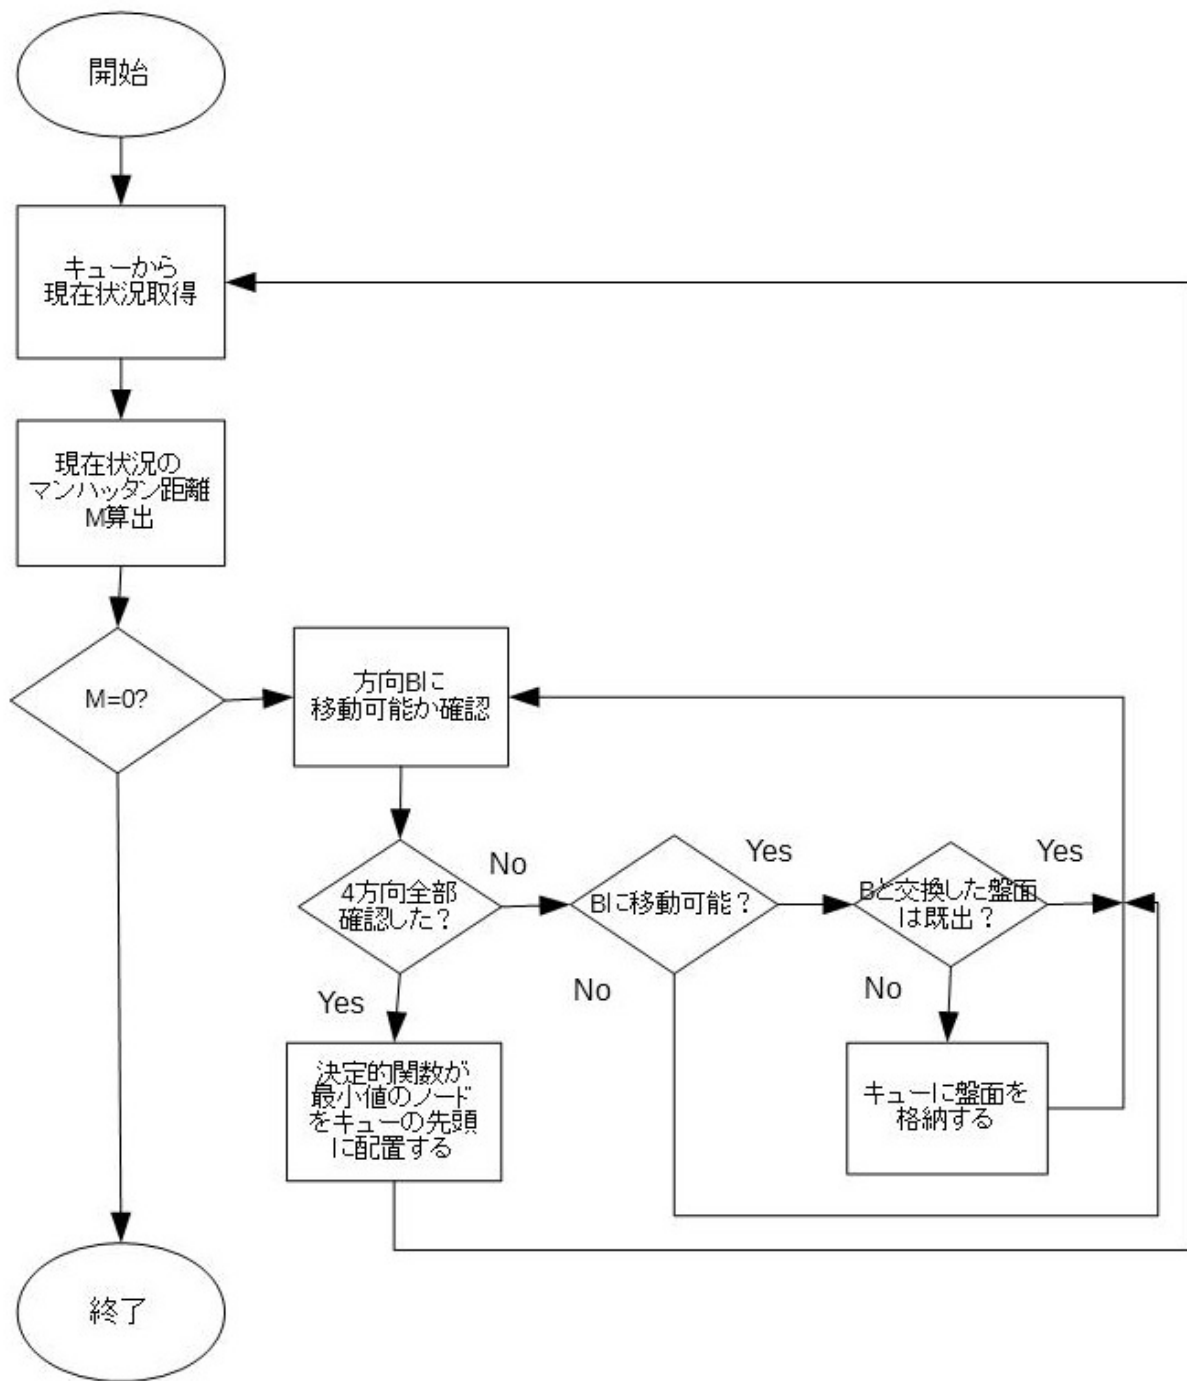 開始
キューから
現在状況取得
現在状況の
マンハッタン距離
M算出
M=0?
方向Bに
移動可能か確認
4方向全部
確認した？
No
Yes
Bに移動可能？
Yes
No
Bと交換した盤面
は既出？
Yes
No
決定的関数が
最小値のノード
をキューの先頭
に配置する
キューに盤面を
格納する
終了